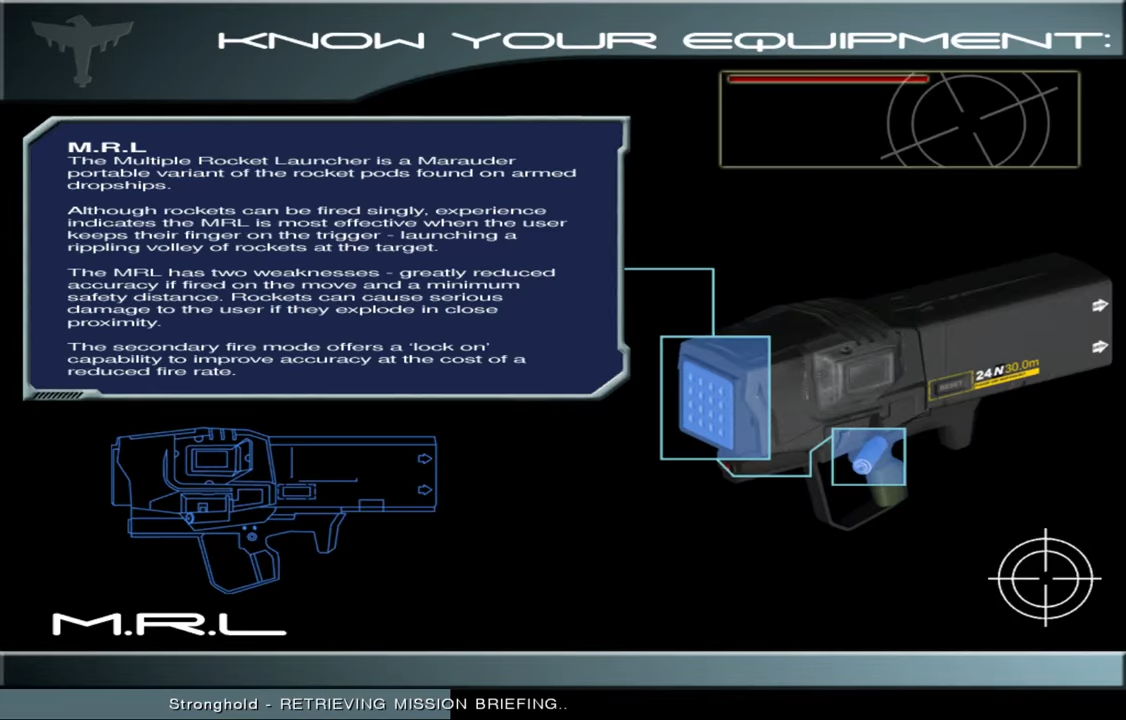 KNOW YOUR EQUIPMENT:
M.R.L
The Multiple Rocket Launcher is a Marauder
portable variant of the rocket pods found on armed
dropships.
Although rockets can be fired singly, experience
indicates the MRL is most effective when the user
keeps their finger on the trigger - launching a
rippling volley of rockets at the target.
The MRL has two weaknesses - greatly reduced
accuracy if fired on the move and a minimum
safety distance. Rockets can cause serious
damage to the user if they explode in close
proximity.
The secondary fire mode offers a 'lock on'
capability to improve accuracy at the cost of a
reduced fire rate.
RESET
24 N 30.0m
M.R.L
Stronghold - RETRIEVING MISSION BRIEFING..